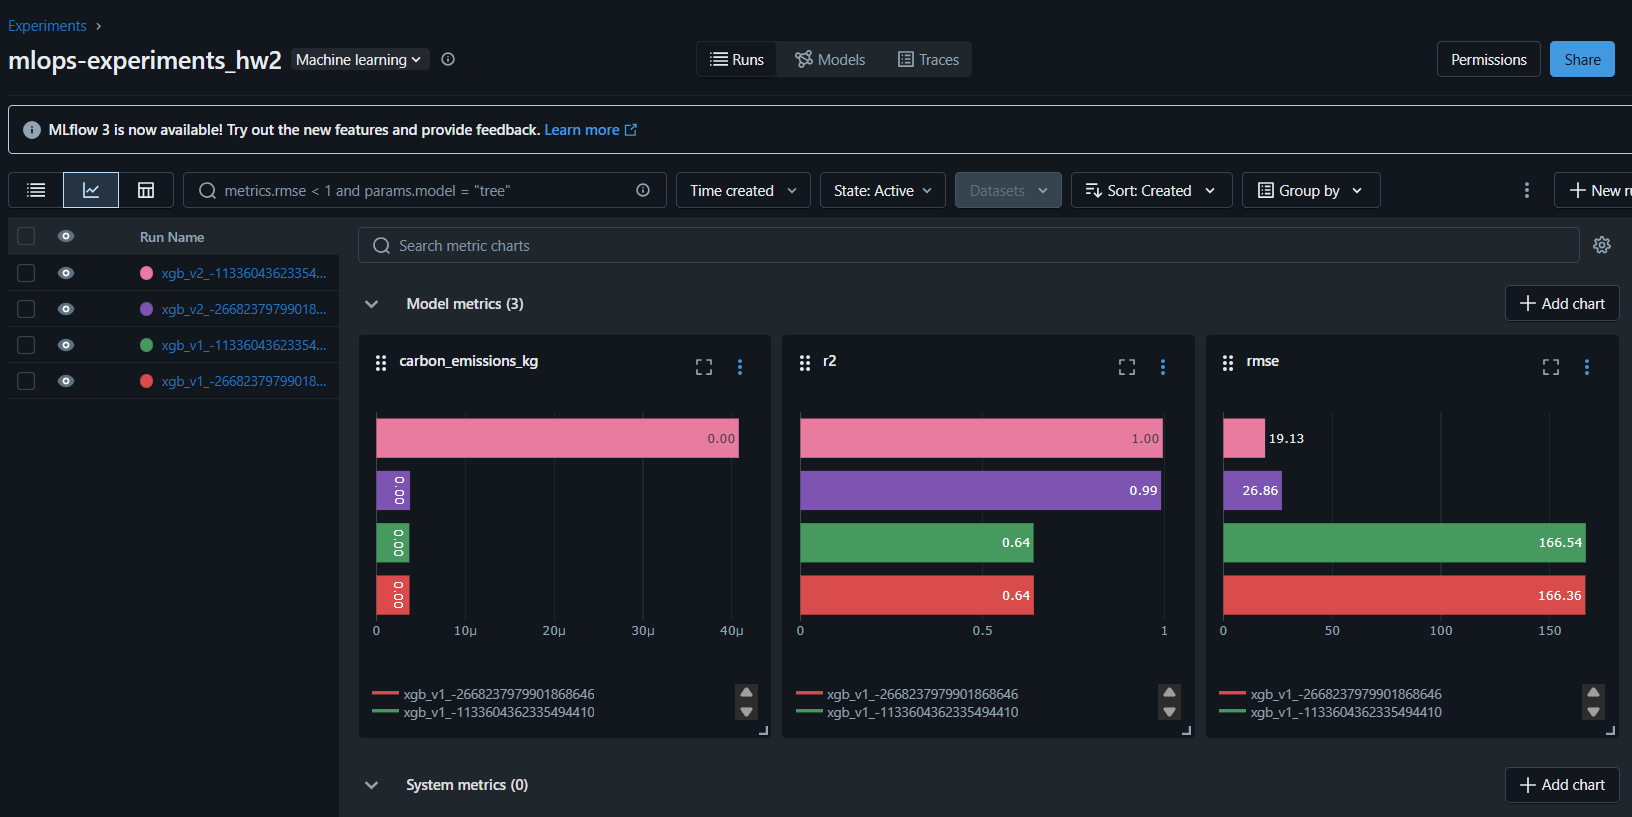 Experiments ›
mlops-experiments_hw2 Machine learning
Runs Models Traces
Permissions Share
MLflow 3 is now available! Try out the new features and provide feedback. Learn more
metrics.rmse < 1 and params.model = "tree"
Time created State: Active Datasets Sort: Created Group by
New ru
Run Name
xgb_v2_-11336043623354...
xgb_v2_-26682379799018...
xgb_v1_-11336043623354...
xgb_v1_-26682379799018...
Search metric charts
Model metrics (3)
Add chart
carbon_emissions_kg
0.00
0.00
0.00
0.00
0 10µ 20µ 30µ 40µ
xgb_v1_-2668237979901868646
xgb_v1_-1133604362335494410
r2
1.00
0.99
0.64
0.64
0 0.5 1
xgb_v1_-2668237979901868646
xgb_v1_-1133604362335494410
rmse
19.13
26.86
166.54
166.36
0 50 100 150
xgb_v1_-2668237979901868646
xgb_v1_-1133604362335494410
System metrics (0)
Add chart